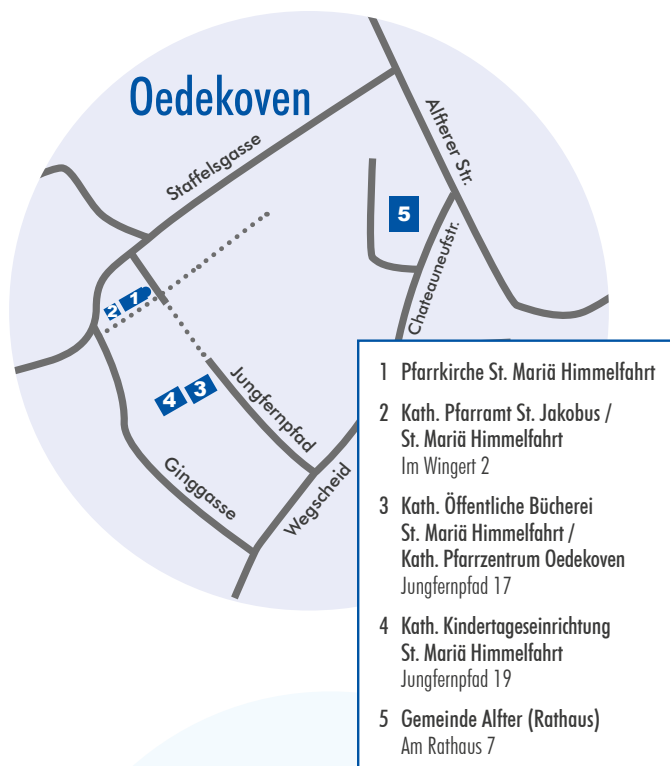 Oedekoven
Staffelsgasse
Alfterer Str.
5
Chateauneufstr.
2 1
4 3
Jungfernpfad
Ginggasse
Wegscheid
1 Pfarrkirche St. Mariä Himmelfahrt
2 Kath. Pfarramt St. Jakobus /
St. Mariä Himmelfahrt
Im Wingert 2
3 Kath. Öffentliche Bücherei
St. Mariä Himmelfahrt /
Kath. Pfarrzentrum Oedekoven
Jungfernpfad 17
4 Kath. Kindertageseinrichtung
St. Mariä Himmelfahrt
Jungfernpfad 19
5 Gemeinde Alfter (Rathaus)
Am Rathaus 7